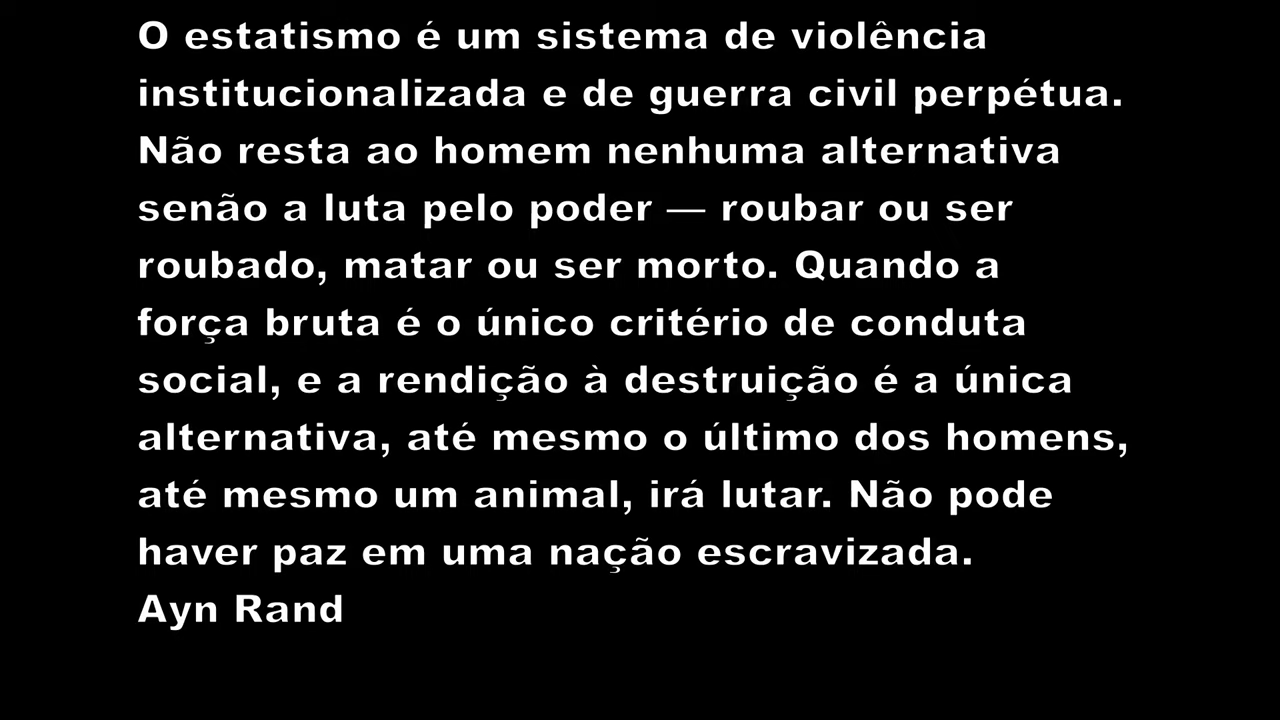 O estatismo é um sistema de violência
institucionalizada e de guerra civil perpétua.
Não resta ao homem nenhuma alternativa
senão a luta pelo poder — roubar ou ser
roubado, matar ou ser morto. Quando a
força bruta é o único critério de conduta
social, e a rendição à destruição é a única
alternativa, até mesmo o último dos homens,
até mesmo um animal, irá lutar. Não pode
haver paz em uma nação escravizada.
Ayn Rand